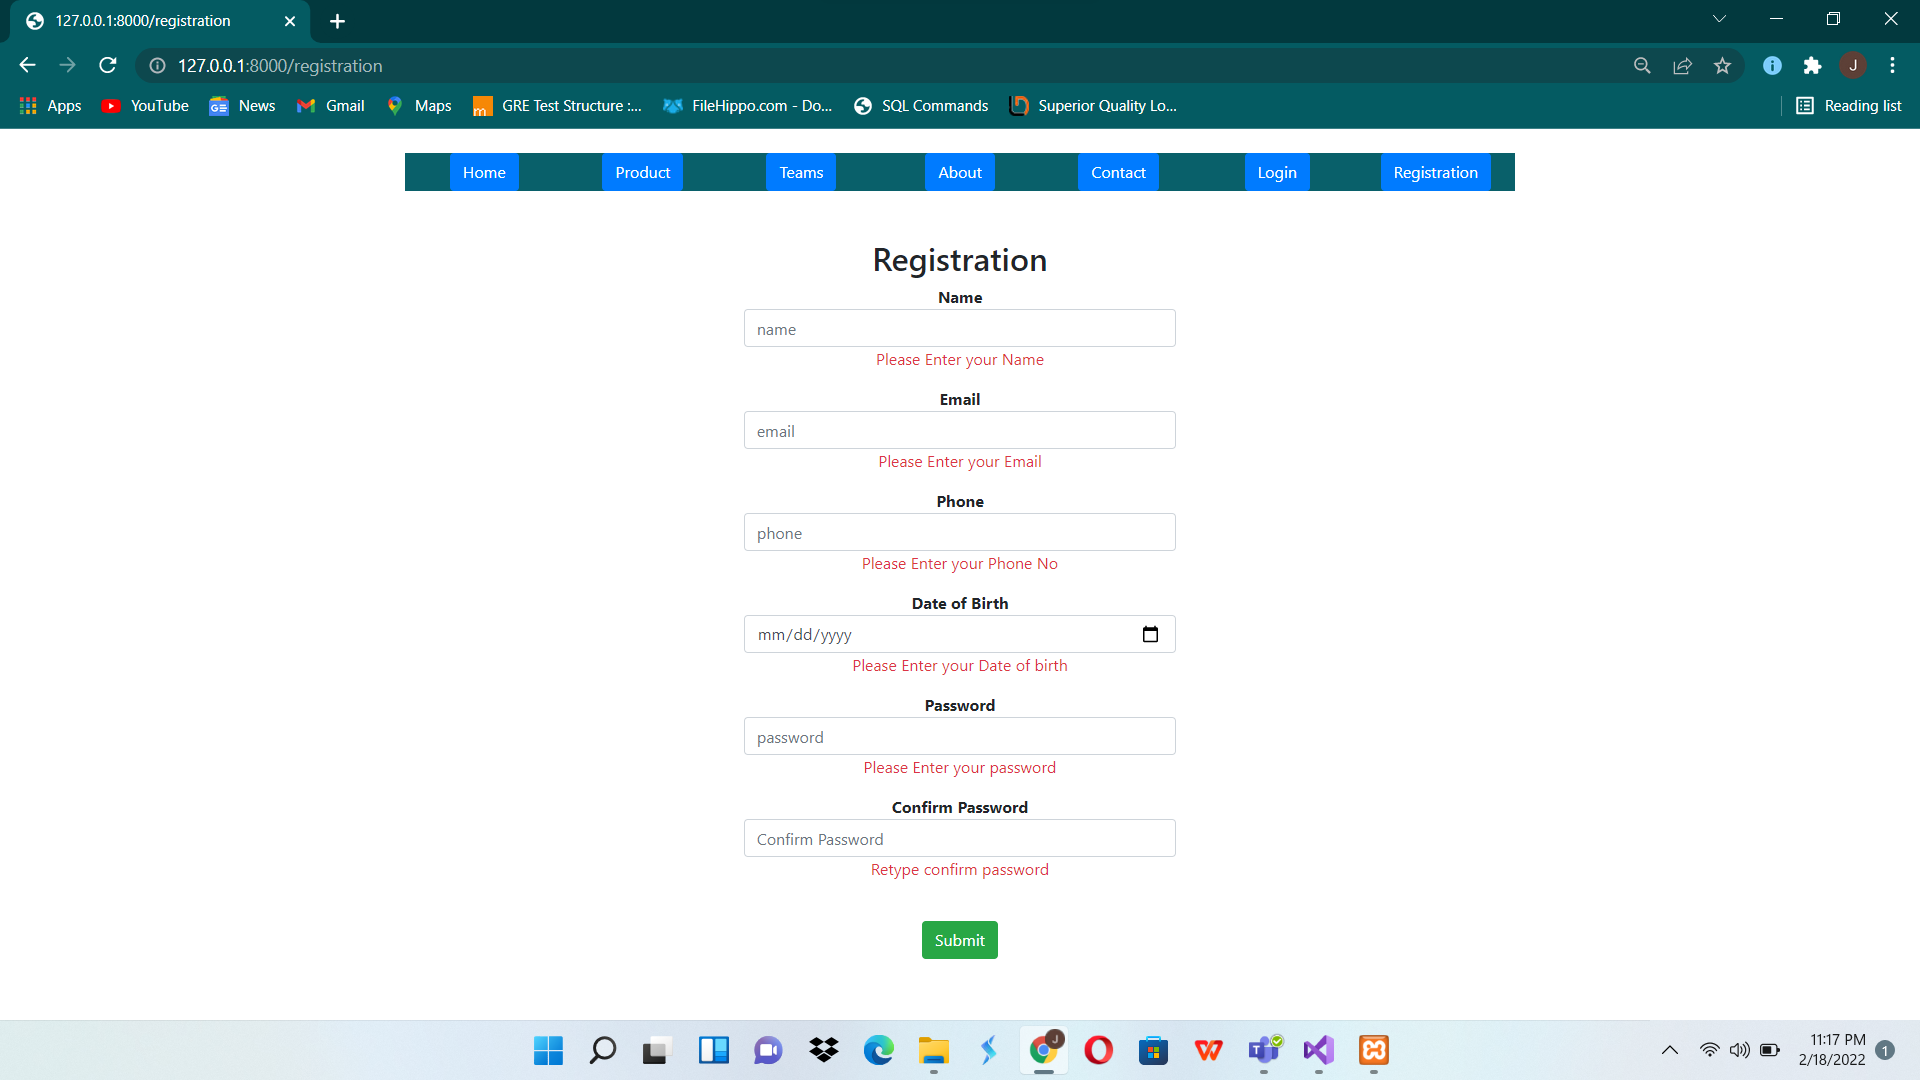 127.0.0.1:8000/registration
127.0.0.1:8000/registration
J
Apps YouTube News Gmail Maps GRE Test Structure :... FileHippo.com - Do... SQL Commands Superior Quality Lo... Reading list
Home Product Teams About Contact Login Registration
Registration
Name
name
Please Enter your Name
Email
email
Please Enter your Email
Phone
phone
Please Enter your Phone No
Date of Birth
mm/dd/yyyy
Please Enter your Date of birth
Password
password
Please Enter your password
Confirm Password
Confirm Password
Retype confirm password
Submit
11:17 PM
2/18/2022
1